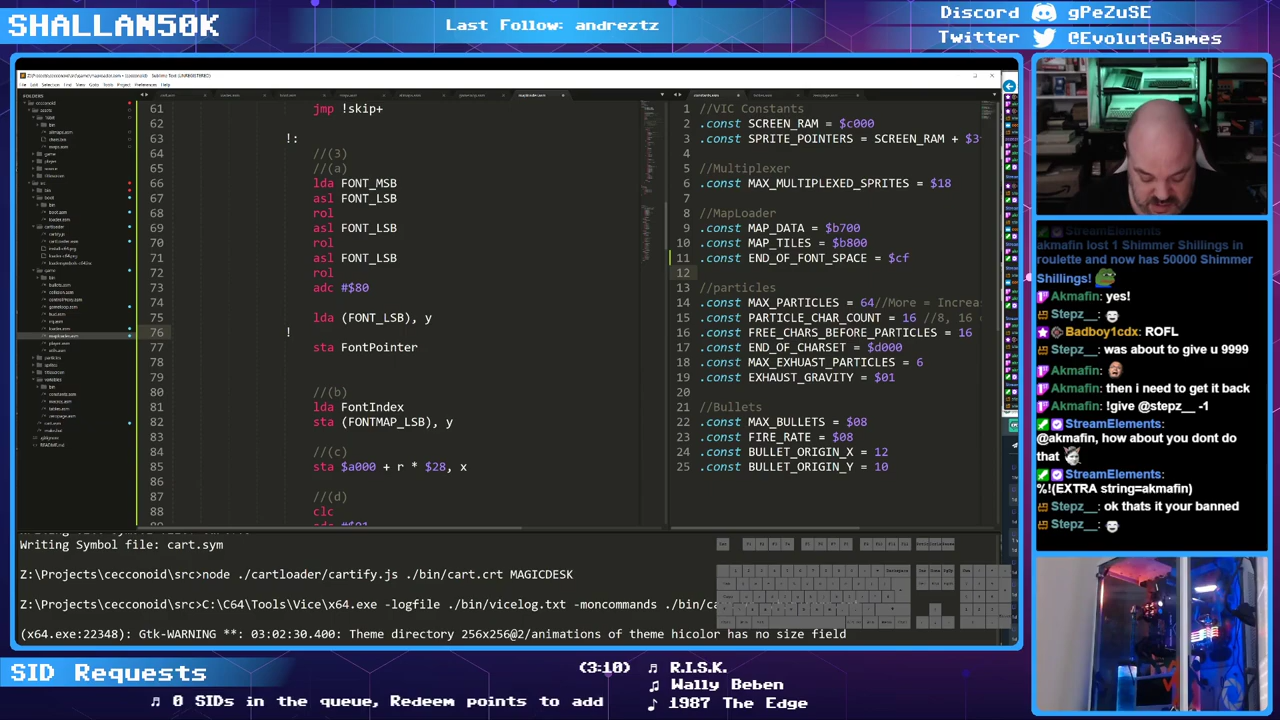 SHALLAN50K
Last Follow: andreztz
Discord gPeZuSE
Twitter @EvoluteGames
61 jmp !skip+
62
63 !:
64 //(3)
65 //(a)
66 lda FONT_MSB
67 asl FONT_LSB
68 rol
69 asl FONT_LSB
70 rol
71 asl FONT_LSB
72 rol
73 adc #$80
74
75 lda (FONT_LSB), y
76 !
77 sta FontPointer
78
79
80 //(b)
81 lda FontIndex
82 sta (FONTMAP_LSB), y
83
84 //(c)
85 sta $a000 + r * $28, x
86
87 //(d)
88 clc
1 //VIC Constants
2 .const SCREEN_RAM = $c000
3 .const SPRITE_POINTERS = SCREEN_RAM + $3
4
5 //Multiplexer
6 .const MAX_MULTIPLEXED_SPRITES = $18
7
8 //MapLoader
9 .const MAP_DATA = $b700
10 .const MAP_TILES = $b800
11 .const END_OF_FONT_SPACE = $cf
12
13 //particles
14 .const MAX_PARTICLES = 64//More = Increa
15 .const PARTICLE_CHAR_COUNT = 16
16 .const FIRE_CHARS_BEFORE_PARTICLES = 16
17 .const END_OF_CHARSET = $d000
18 .const MAX_EXHUAST_PARTICLES = 6
19 .const EXHAUST_GRAVITY = $01
20
21 //Bullets
22 .const MAX_BULLETS = $08
23 .const FIRE_RATE = $08
24 .const BULLET_ORIGIN_X = 12
25 .const BULLET_ORIGIN_Y = 10
Writing Symbol file: cart.sym
Z:\Projects\cecconoid\src>node ./cartloader/cartify.js ./bin/cart.crt MAGICDESK
Z:\Projects\cecconoid\src>C:\C64\Tools\Vice\x64.exe -logfile ./bin/vicelog.txt -moncommands ./bin/ca
(x64.exe:22348): Gtk-WARNING **: 03:02:30.400: Theme directory 256x256@2/animations of theme hicolor has no size field
StreamElements:
akmafin lost 1 Shimmer Shillings in
roulette and now has 50000 Shimmer
Shillings!
Akmafin: yes!
Stepz__:
Badboy1cdx: ROFL
Stepz__: was about to give u 9999
Akmafin:
Akmafin: then i need to get it back
Akmafin: !give @stepz__ -1
StreamElements:
@akmafin, how about you dont do
that
StreamElements:
%!(EXTRA string=akmafin)
Stepz__: ok thats it your banned
Stepz__:
SID Requests
0 SIDs in the queue, Redeem points to add
(3:10) R.I.S.K.
Wally Beben
1987 The Edge